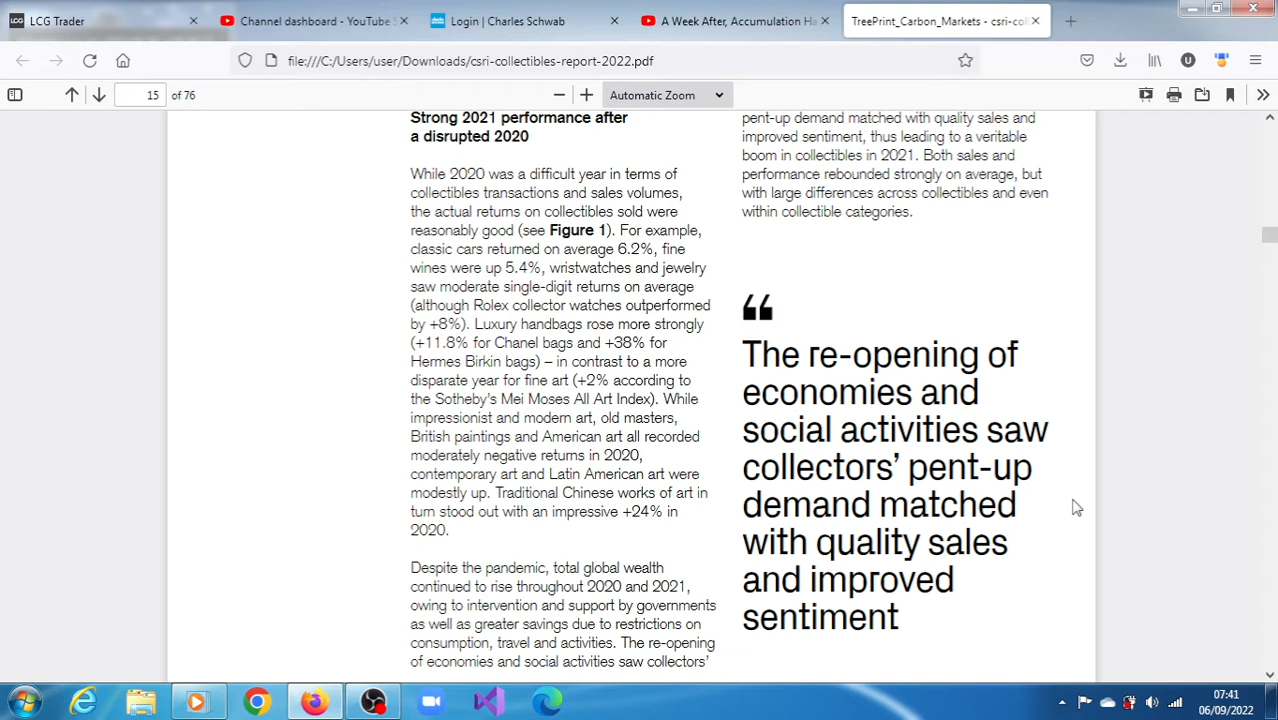 LCG Trader
Channel dashboard - YouTube S
Login | Charles Schwab
A Week After, Accumulation Ha
TreePrint_Carbon_Markets - csri-col
file:///C:/Users/user/Downloads/csri-collectibles-report-2022.pdf
15 of 76
Automatic Zoom
Strong 2021 performance after
a disrupted 2020
While 2020 was a difficult year in terms of
collectibles transactions and sales volumes,
the actual returns on collectibles sold were
reasonably good (see Figure 1). For example,
classic cars returned on average 6.2%, fine
wines were up 5.4%, wristwatches and jewelry
saw moderate single-digit returns on average
(although Rolex collector watches outperformed
by +8%). Luxury handbags rose more strongly
(+11.8% for Chanel bags and +38% for
Hermes Birkin bags) – in contrast to a more
disparate year for fine art (+2% according to
the Sotheby’s Mei Moses All Art Index). While
impressionist and modern art, old masters,
British paintings and American art all recorded
moderately negative returns in 2020,
contemporary art and Latin American art were
modestly up. Traditional Chinese works of art in
turn stood out with an impressive +24% in
2020.
Despite the pandemic, total global wealth
continued to rise throughout 2020 and 2021,
owing to intervention and support by governments
as well as greater savings due to restrictions on
consumption, travel and activities. The re-opening
of economies and social activities saw collectors’
pent-up demand matched with quality sales and
improved sentiment, thus leading to a veritable
boom in collectibles in 2021. Both sales and
performance rebounded strongly on average, but
with large differences across collectibles and even
within collectible categories.
“
The re-opening of
economies and
social activities saw
collectors’ pent-up
demand matched
with quality sales
and improved
sentiment
07:41
06/09/2022